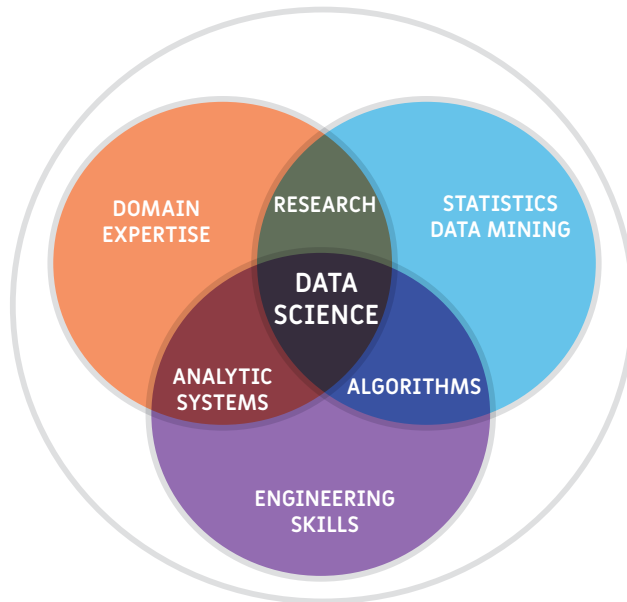 RESEARCH
DOMAIN
EXPERTISE
STATISTICS
DATA MINING
DATA
SCIENCE
ANALYTIC
SYSTEMS
ALGORITHMS
ENGINEERING
SKILLS